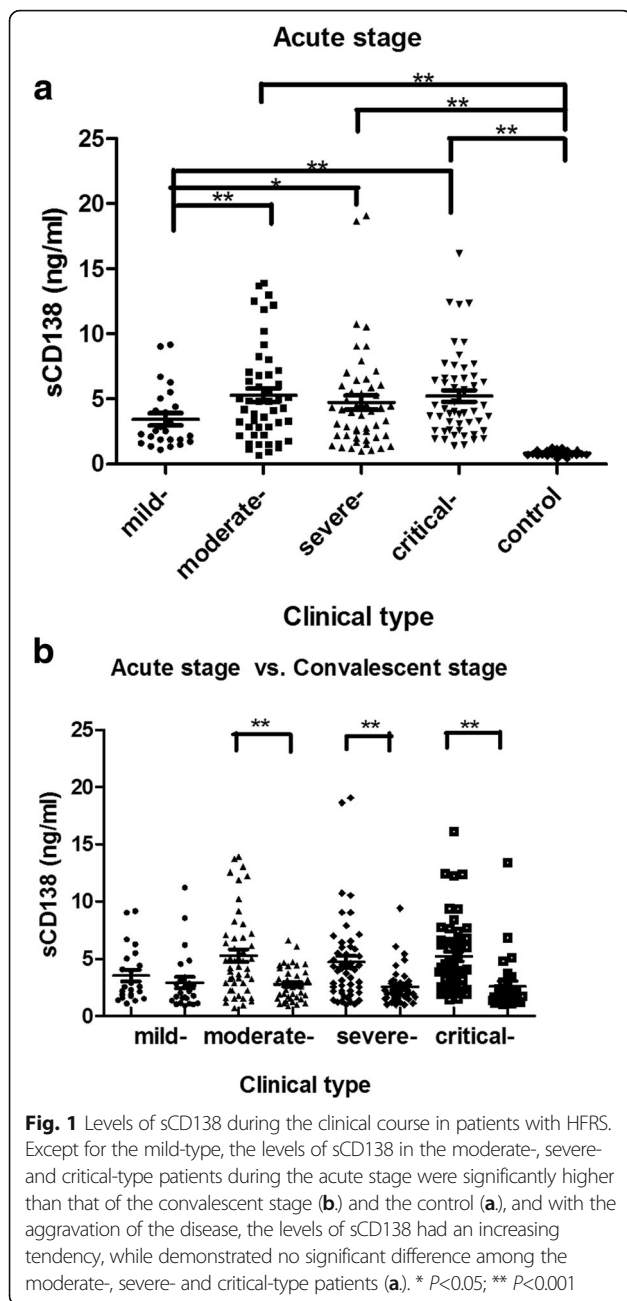 Acute stage
a
**
**
**
**
*
**
25
20
15
10
5
0
sCD138 (ng/ml)
mild-
moderate-
severe-
critical-
control
Clinical type
b
Acute stage vs. Convalescent stage
**
**
**
25
20
15
10
5
0
sCD138 (ng/ml)
mild- moderate- severe- critical-
Clinical type
Fig. 1 Levels of sCD138 during the clinical course in patients with HFRS.
Except for the mild-type, the levels of sCD138 in the moderate-, severe-
and critical-type patients during the acute stage were significantly higher
than that of the convalescent stage (b.) and the control (a.), and with the
aggravation of the disease, the levels of sCD138 had an increasing
tendency, while demonstrated no significant difference among the
moderate-, severe- and critical-type patients (a.). * P<0.05; ** P<0.001